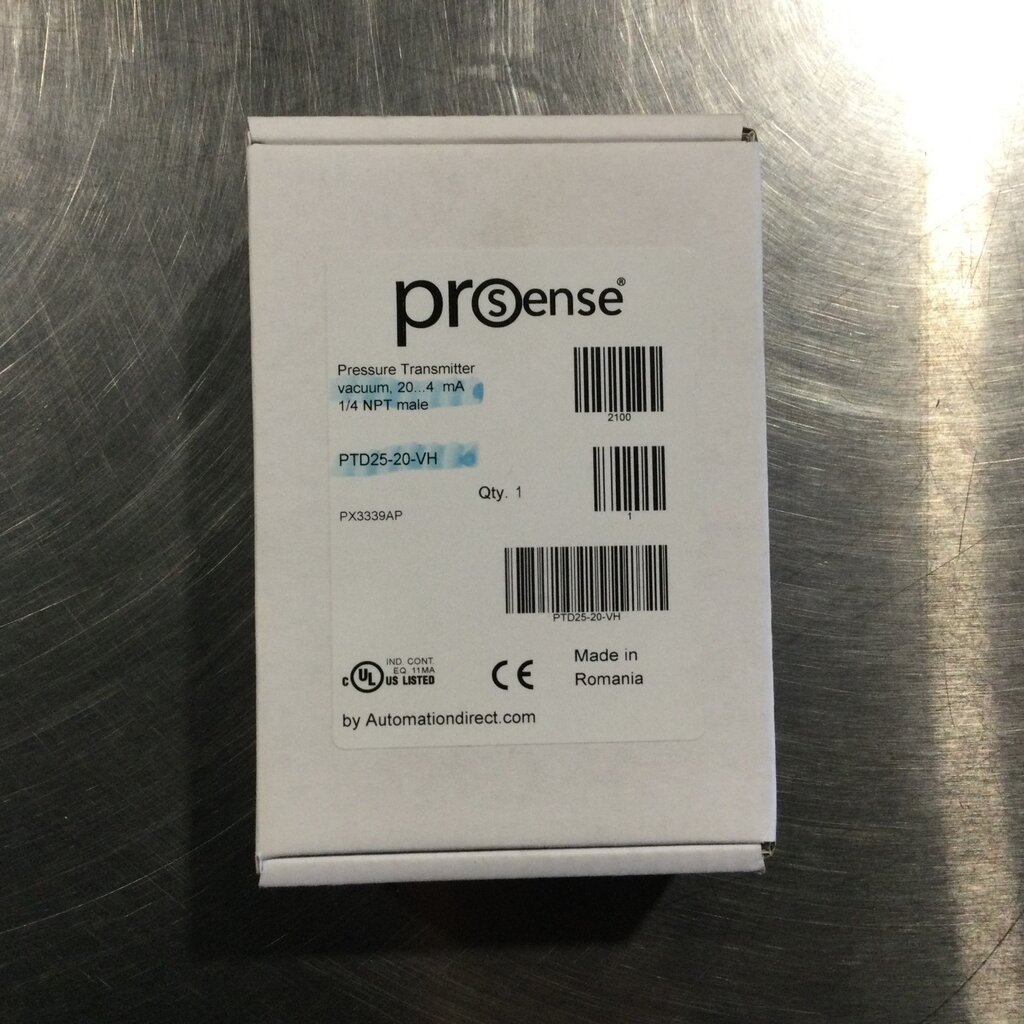 prosense®
Pressure Transmitter
vacuum, 20...4 mA
1/4 NPT male
2100
PTD25-20-VH
Qty. 1
1
PX3339AP
PTD25-20-VH
IND. CONT.
EQ 11MA
c UL US LISTED
CE
Made in
Romania
by Automationdirect.com